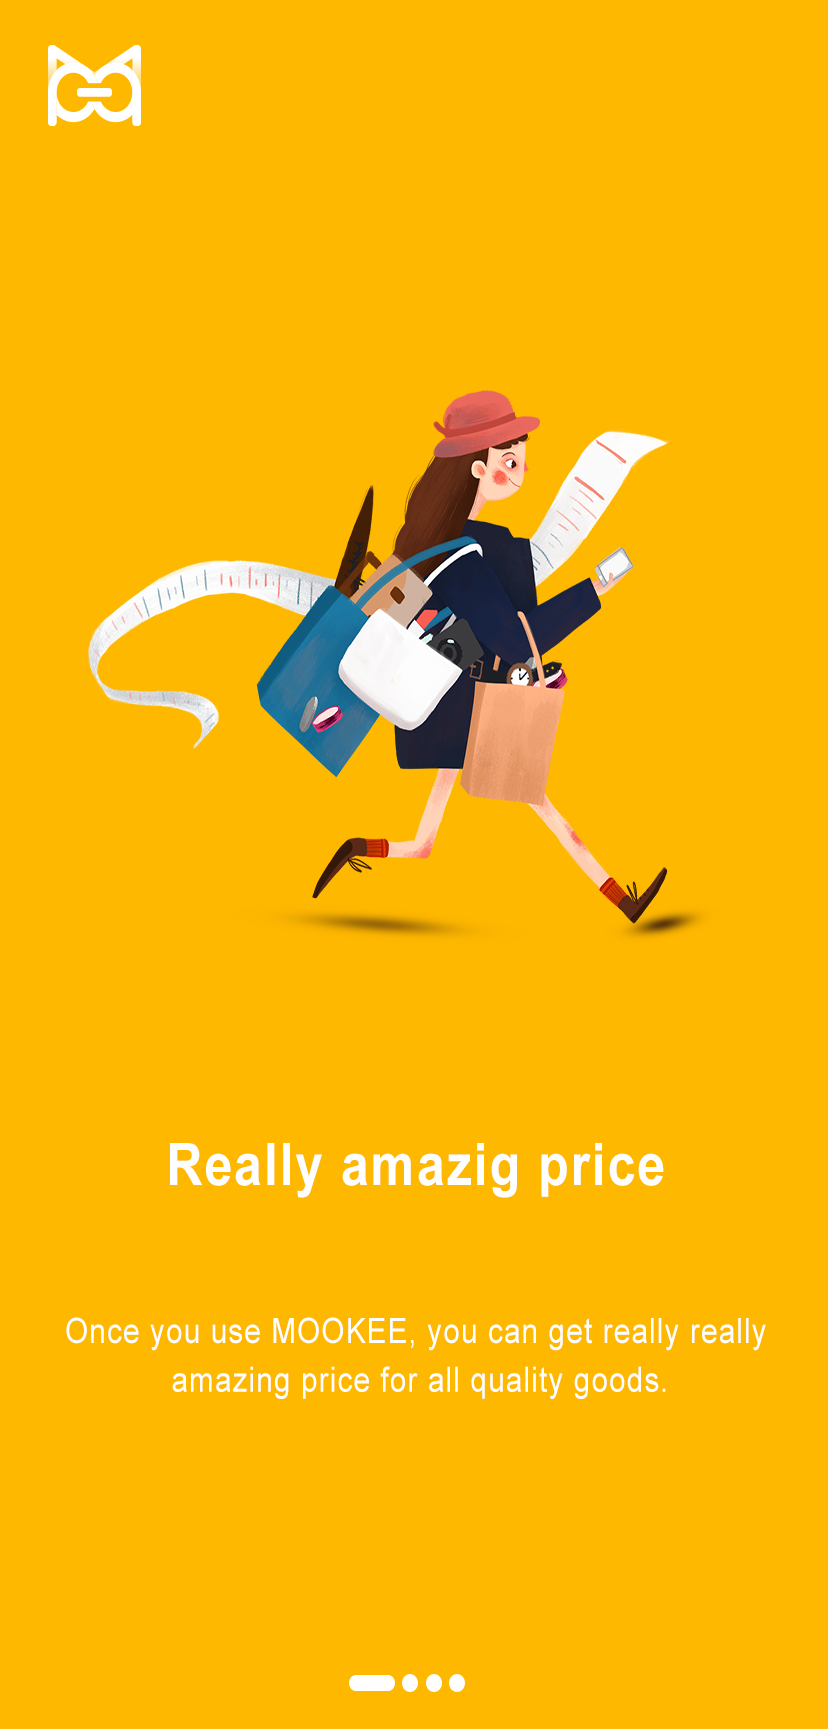 Really amazig price
Once you use MOOKEE, you can get really really
amazing price for all quality goods.